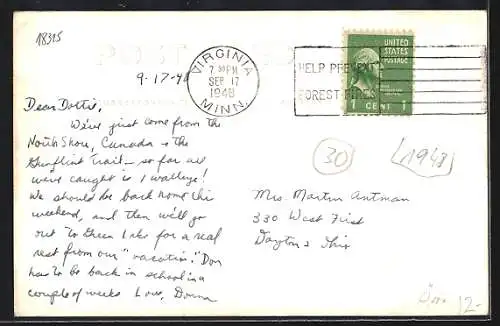 18395
POST CARD
VIRGINIA
7 30 PM
SEP 17
1948
MINN.
HELP PREVENT
FOREST FIRES
UNITED
STATES
POSTAGE
1 CENT 1
9-17-48
Dear Dottie,
We've just come from the
North Shore, Canada & the
Gunflint Trail — so far all
we've caught is 1 walleye!
We should be back home this
weekend, and then we'll go
out to Green Lake for a real
rest from our "vacation." Don
has to be back in school in a
couple of weeks Love, Donna
30
(1948)
Mrs Martin Antman
330 West First
Dayton
12-